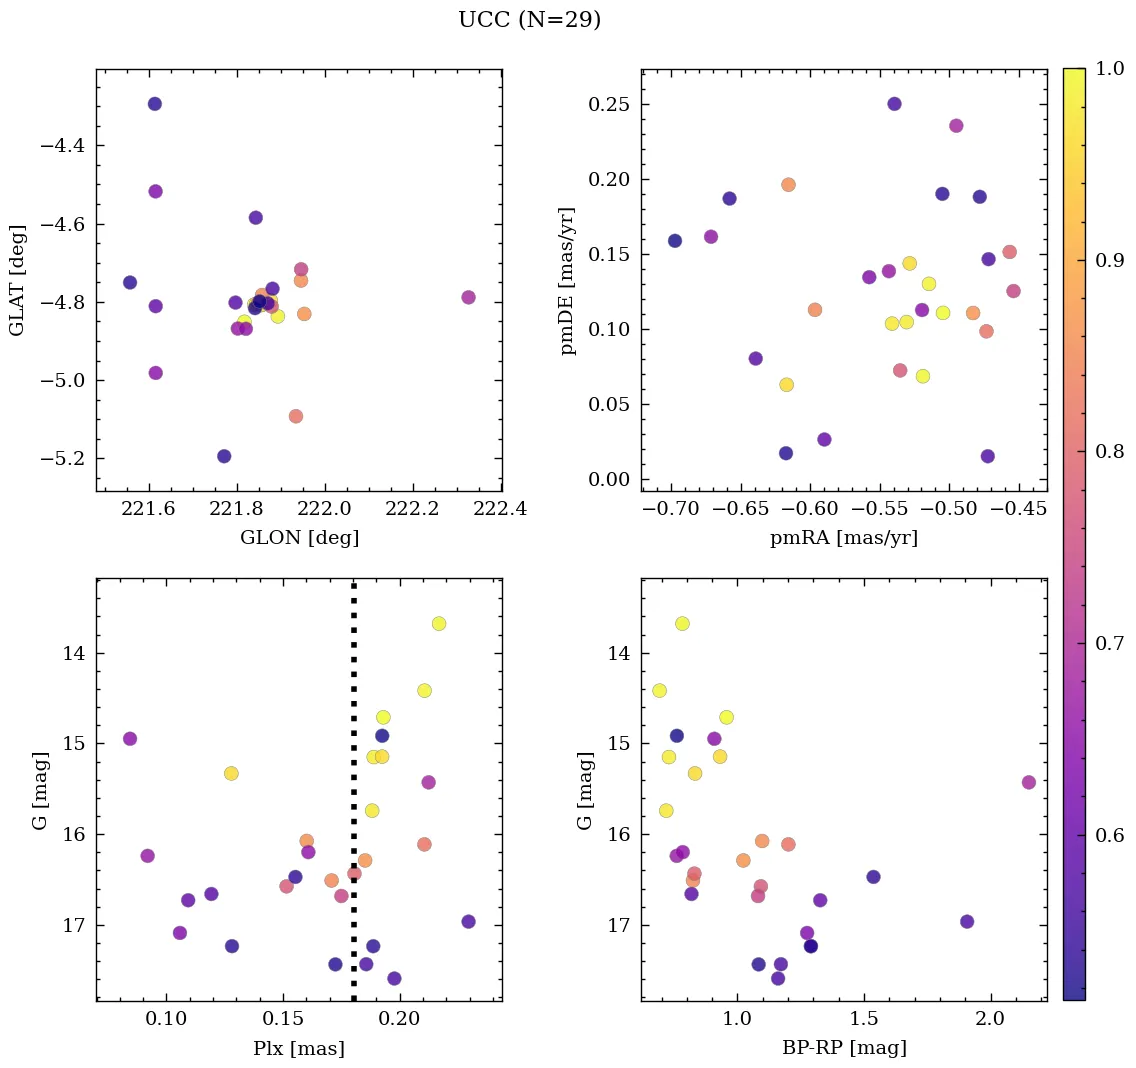 UCC (N=29)
−4.4
−4.6
−4.8
−5.0
−5.2
GLAT [deg]
221.6 221.8 222.0 222.2 222.4
GLON [deg]
0.25
0.20
0.15
0.10
0.05
0.00
pmDE [mas/yr]
−0.70 −0.65 −0.60 −0.55 −0.50 −0.45
pmRA [mas/yr]
14
15
16
17
G [mag]
0.10 0.15 0.20
Plx [mas]
14
15
16
17
G [mag]
1.0 1.5 2.0
BP-RP [mag]
1.0
0.9
0.8
0.7
0.6